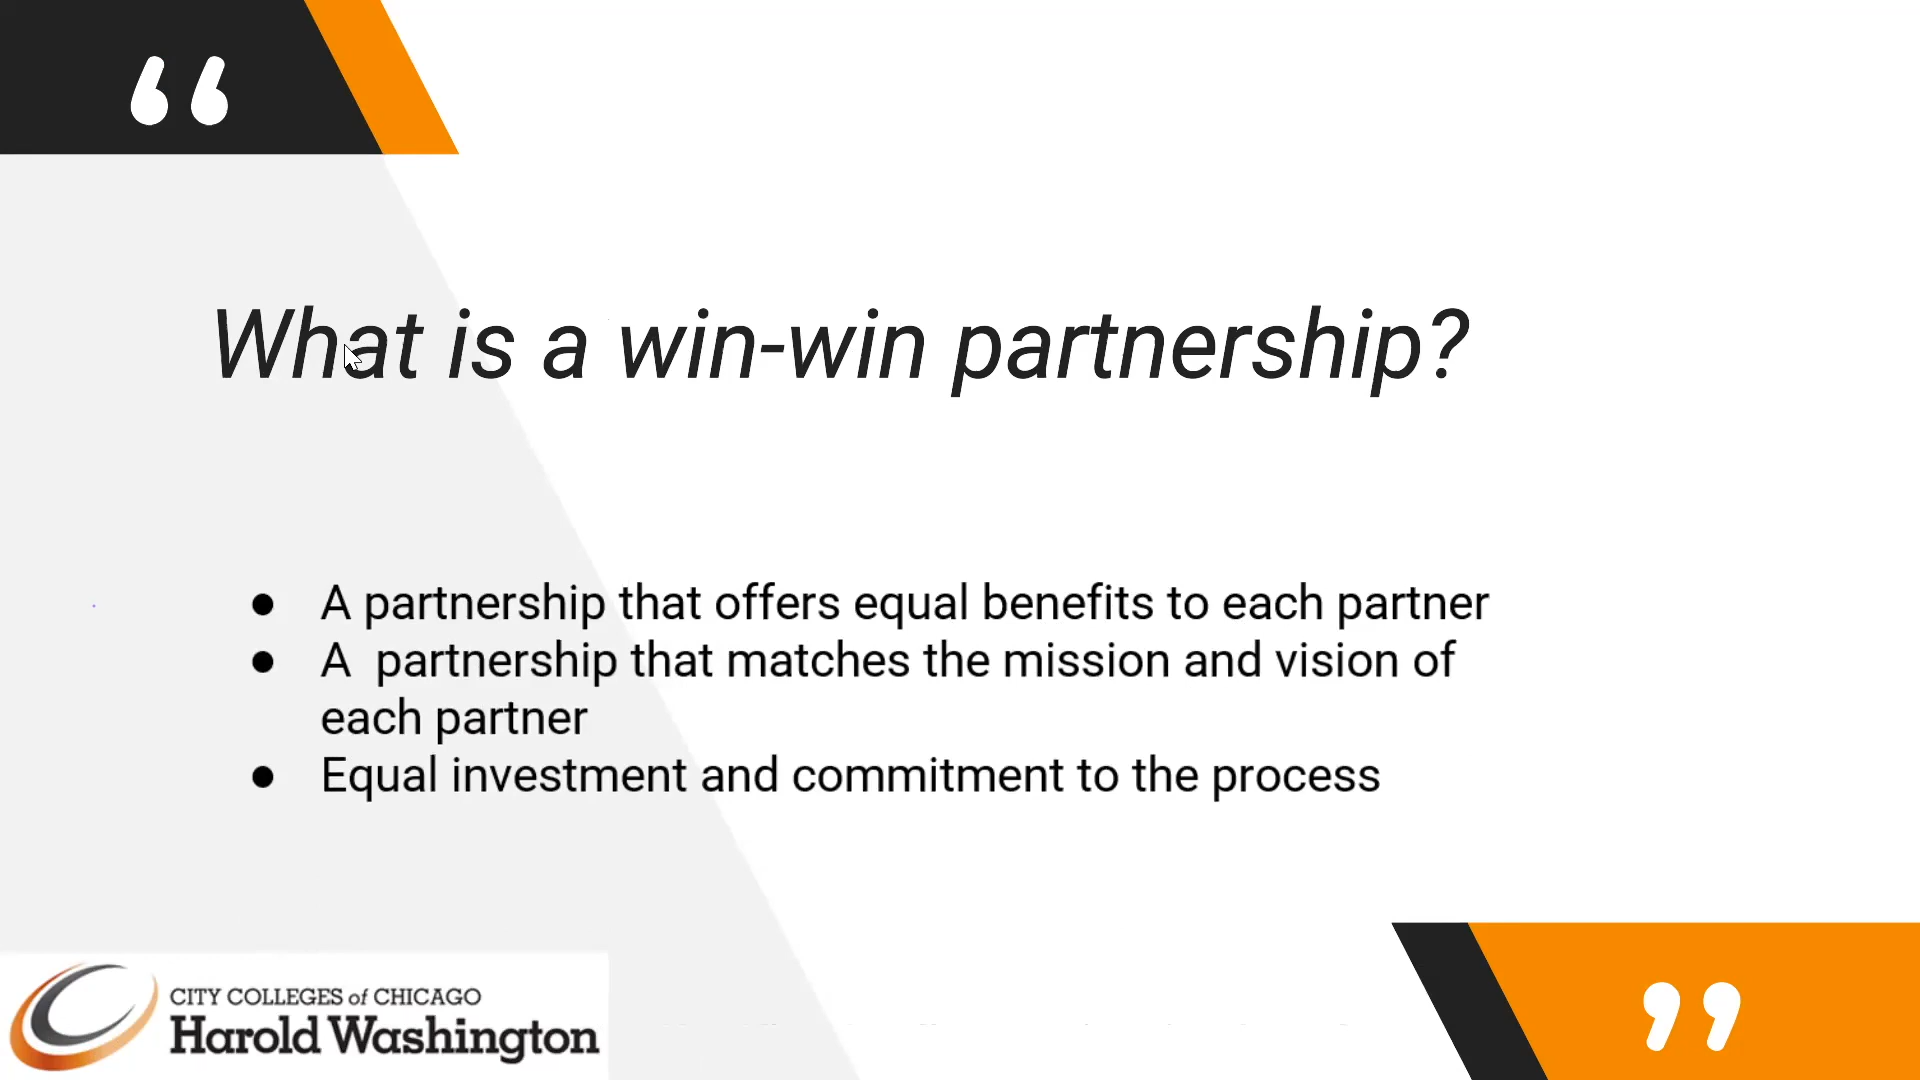 “
What is a win-win partnership?
● A partnership that offers equal benefits to each partner
● A  partnership that matches the mission and vision of
each partner
● Equal investment and commitment to the process
CITY COLLEGES of CHICAGO
Harold Washington
”